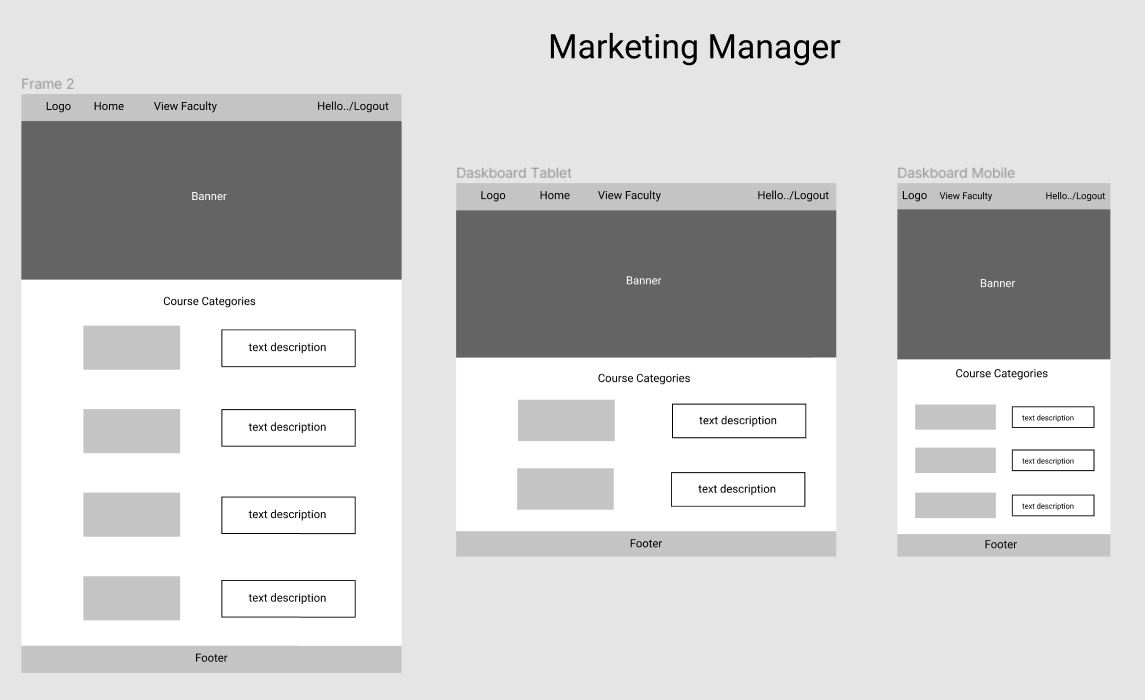 Marketing Manager
Frame 2
Logo Home View Faculty Hello../Logout
Banner
Course Categories
text description
text description
text description
text description
Footer
Daskboard Tablet
Logo Home View Faculty Hello../Logout
Banner
Course Categories
text description
text description
Footer
Daskboard Mobile
Logo View Faculty Hello../Logout
Banner
Course Categories
text description
text description
text description
Footer